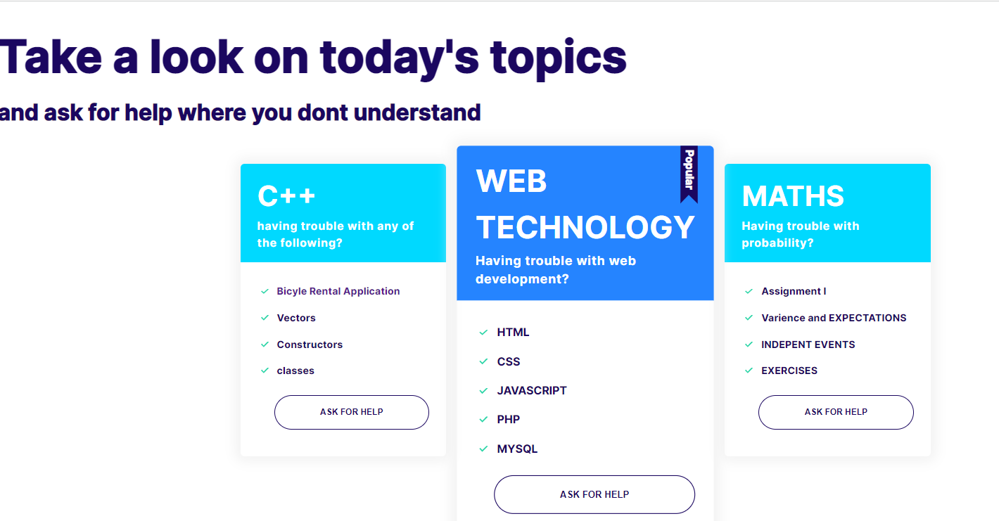 Take a look on today's topics
and ask for help where you dont understand
C++
having trouble with any of
the following?
Bicyle Rental Application
Vectors
Constructors
classes
ASK FOR HELP
Popular
WEB
TECHNOLOGY
Having trouble with web
development?
HTML
CSS
JAVASCRIPT
PHP
MYSQL
ASK FOR HELP
MATHS
Having trouble with
probability?
Assignment I
Varience and EXPECTATIONS
INDEPENT EVENTS
EXERCISES
ASK FOR HELP